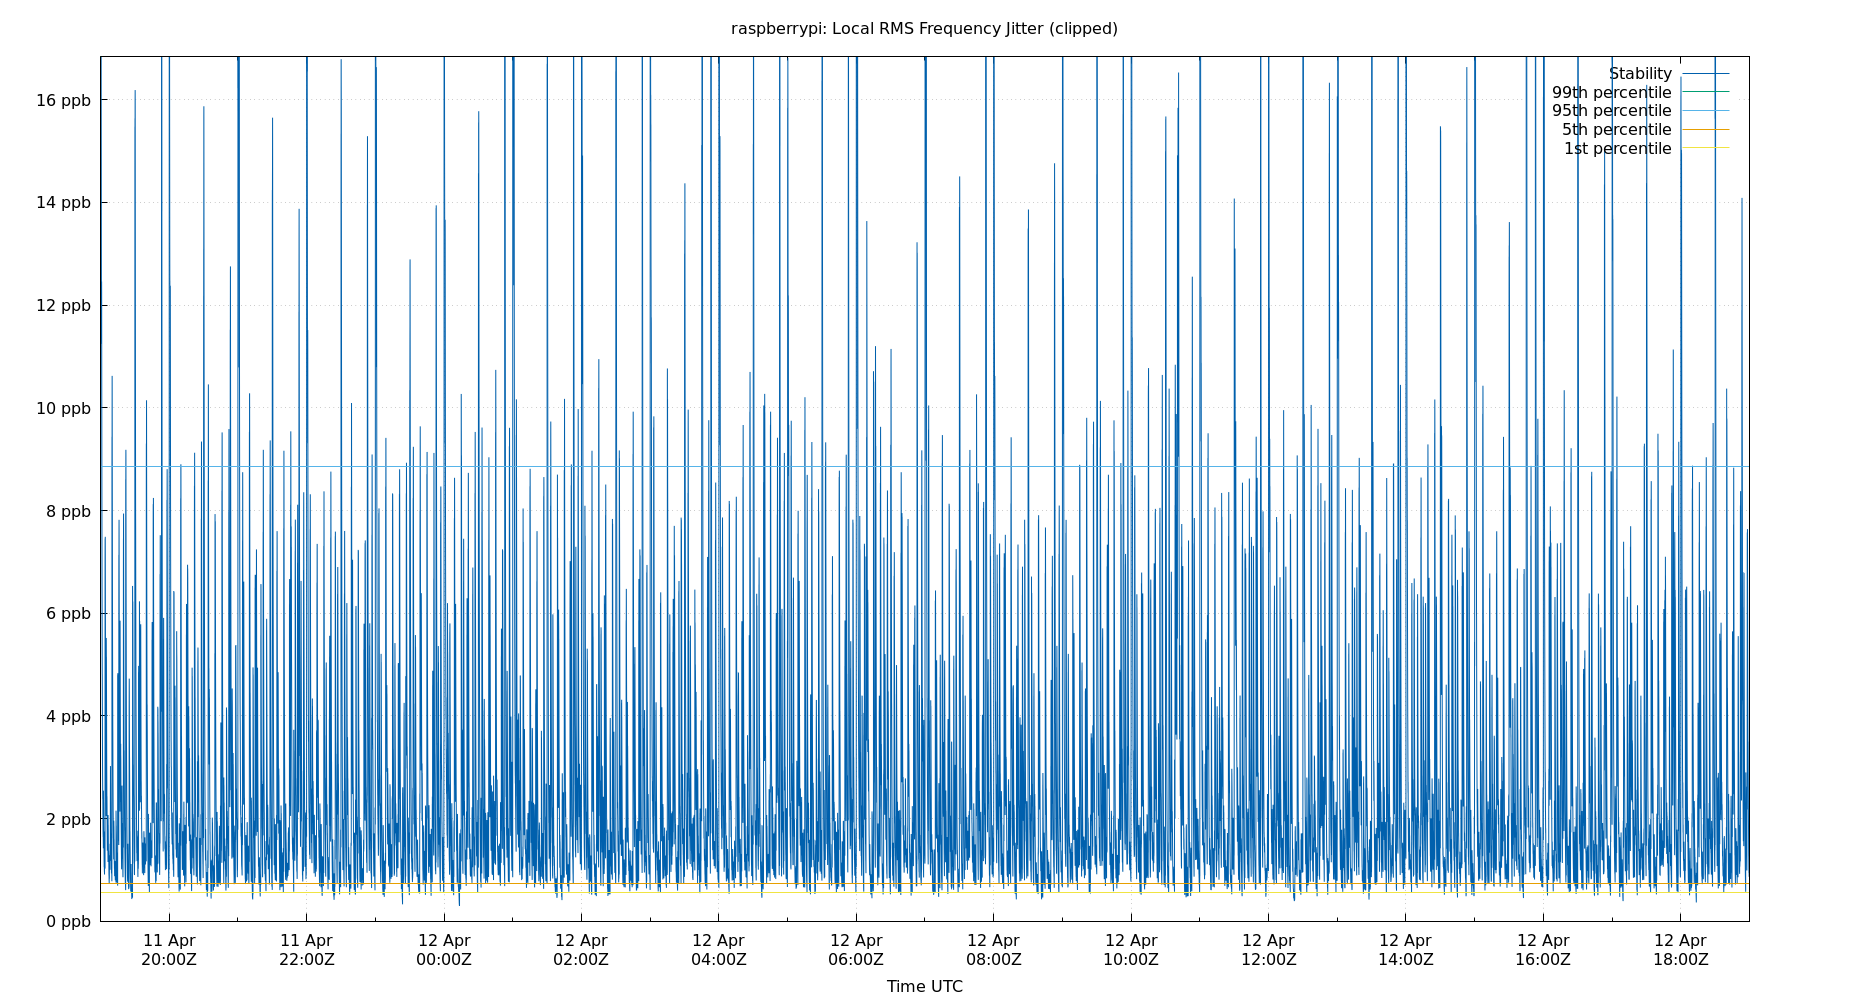 raspberrypi: Local RMS Frequency Jitter (clipped)
Stability
99th percentile
95th percentile
5th percentile
1st percentile
16 ppb
14 ppb
12 ppb
10 ppb
8 ppb
6 ppb
4 ppb
2 ppb
0 ppb
11 Apr 11 Apr 12 Apr 12 Apr 12 Apr 12 Apr 12 Apr 12 Apr 12 Apr 12 Apr 12 Apr 12 Apr
20:00Z 22:00Z 00:00Z 02:00Z 04:00Z 06:00Z 08:00Z 10:00Z 12:00Z 14:00Z 16:00Z 18:00Z
Time UTC